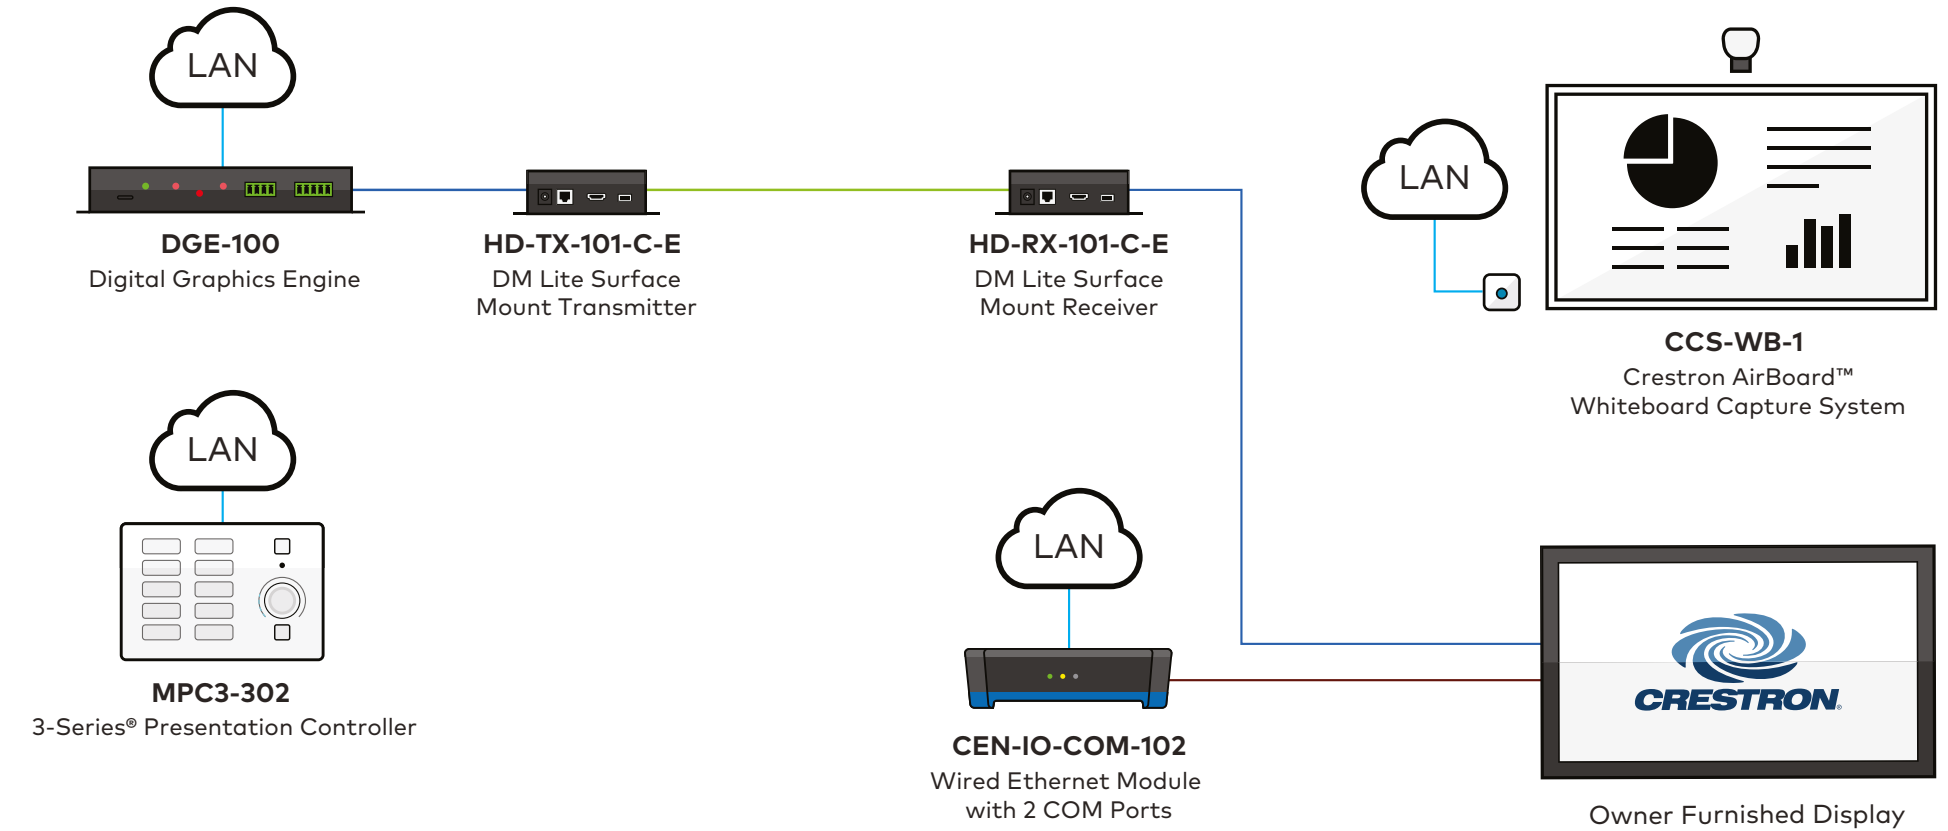 LAN
DGE-100
Digital Graphics Engine
HD-TX-101-C-E
DM Lite Surface
Mount Transmitter
HD-RX-101-C-E
DM Lite Surface
Mount Receiver
LAN
CCS-WB-1
Crestron AirBoard™
Whiteboard Capture System
LAN
MPC3-302
3-Series® Presentation Controller
LAN
CEN-IO-COM-102
Wired Ethernet Module
with 2 COM Ports
CRESTRON®
Owner Furnished Display